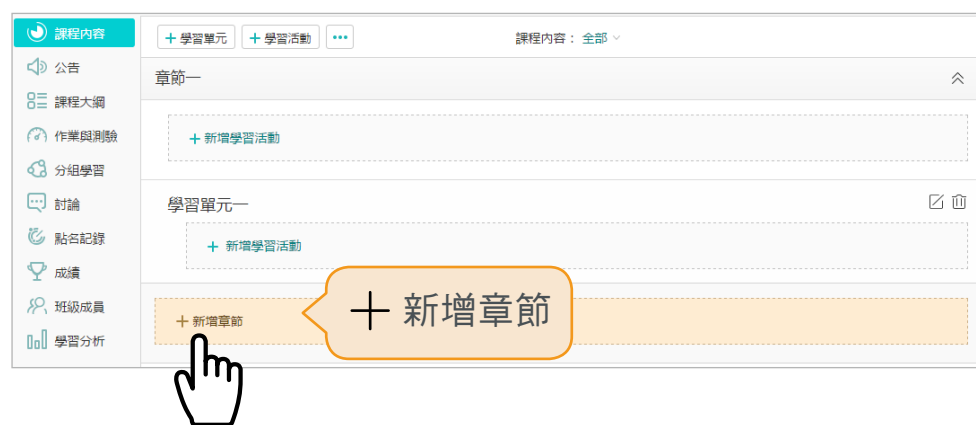 課程內容
公告
課程大綱
作業與測驗
分組學習
討論
點名記錄
成績
班級成員
學習分析
+ 學習單元 + 學習活動 ••• 課程內容： 全部
章節一
+ 新增學習活動
學習單元一
+ 新增學習活動
+ 新增章節
+ 新增章節